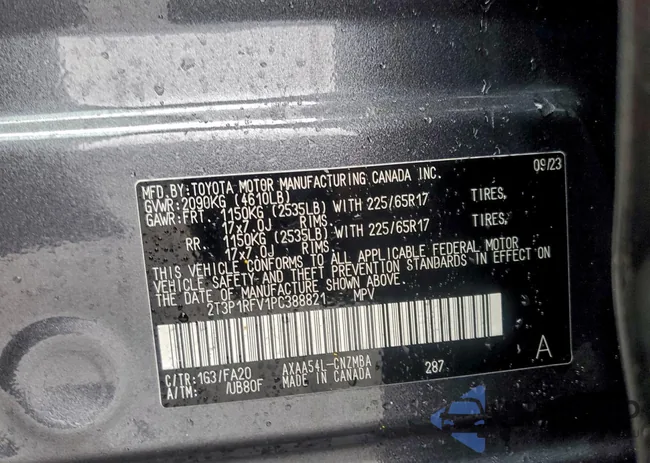 09/23
MFD.BY:TOYOTA MOTOR MANUFACTURING CANADA INC.
GVWR:2090KG (4610LB)
GAWR:FRT. 1150KG (2535LB) WITH 225/65R17 TIRES,
17x7.0J RIMS.
RR. 1150KG (2535LB) WITH 225/65R17 TIRES,
17x7.0J RIMS.
THIS VEHICLE CONFORMS TO ALL APPLICABLE FEDERAL MOTOR
VEHICLE SAFETY-AND THEFT PREVENTION STANDARDS IN EFFECT ON
THE DATE OF MANUFACTURE SHOWN ABOVE.
2T3P1RFV1PC388821 MPV
C/TR:1G3/FA20 AXAA54L-CNZMBA 287 A
A/TM: /UB80F MADE IN CANADA